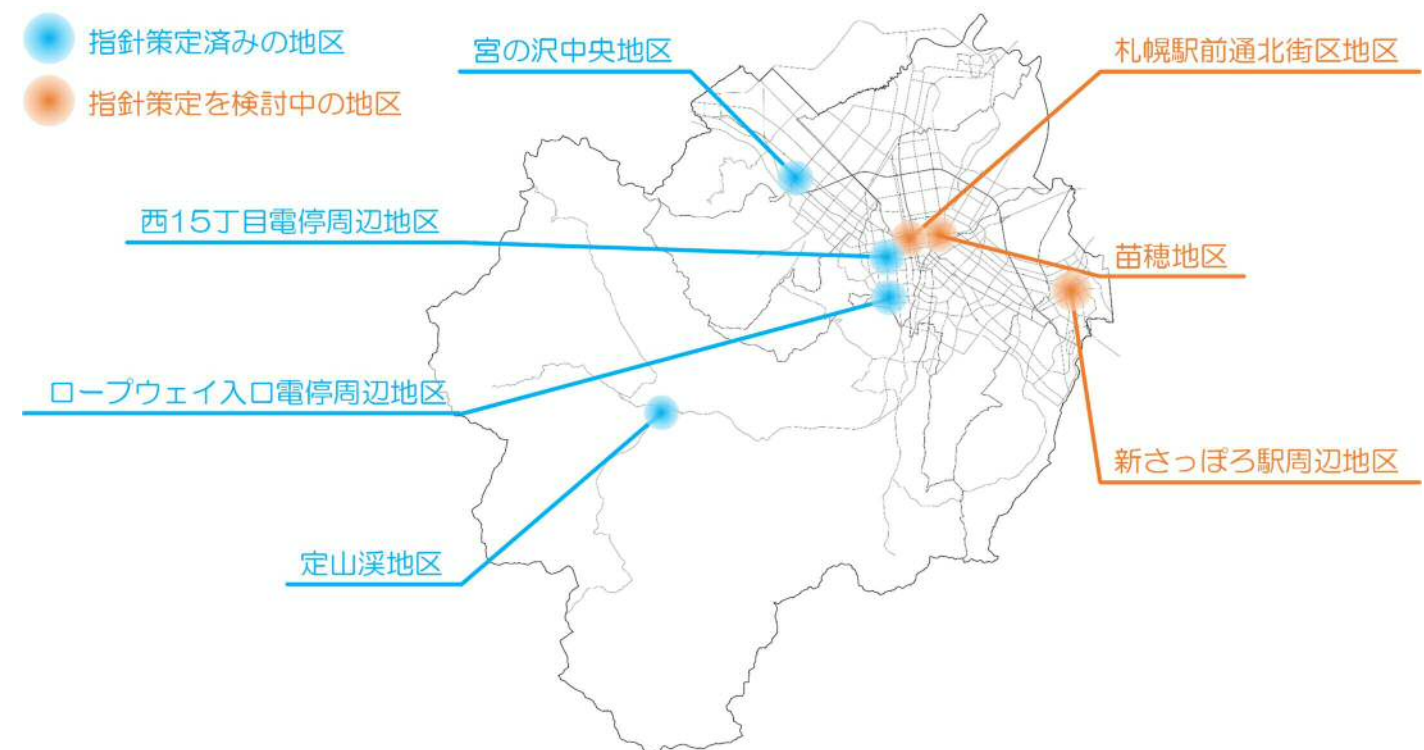 指針策定済みの地区
指針策定を検討中の地区
宮の沢中央地区
札幌駅前通北街区地区
西15丁目電停周辺地区
苗穂地区
ロープウェイ入口電停周辺地区
新さっぽろ駅周辺地区
定山渓地区